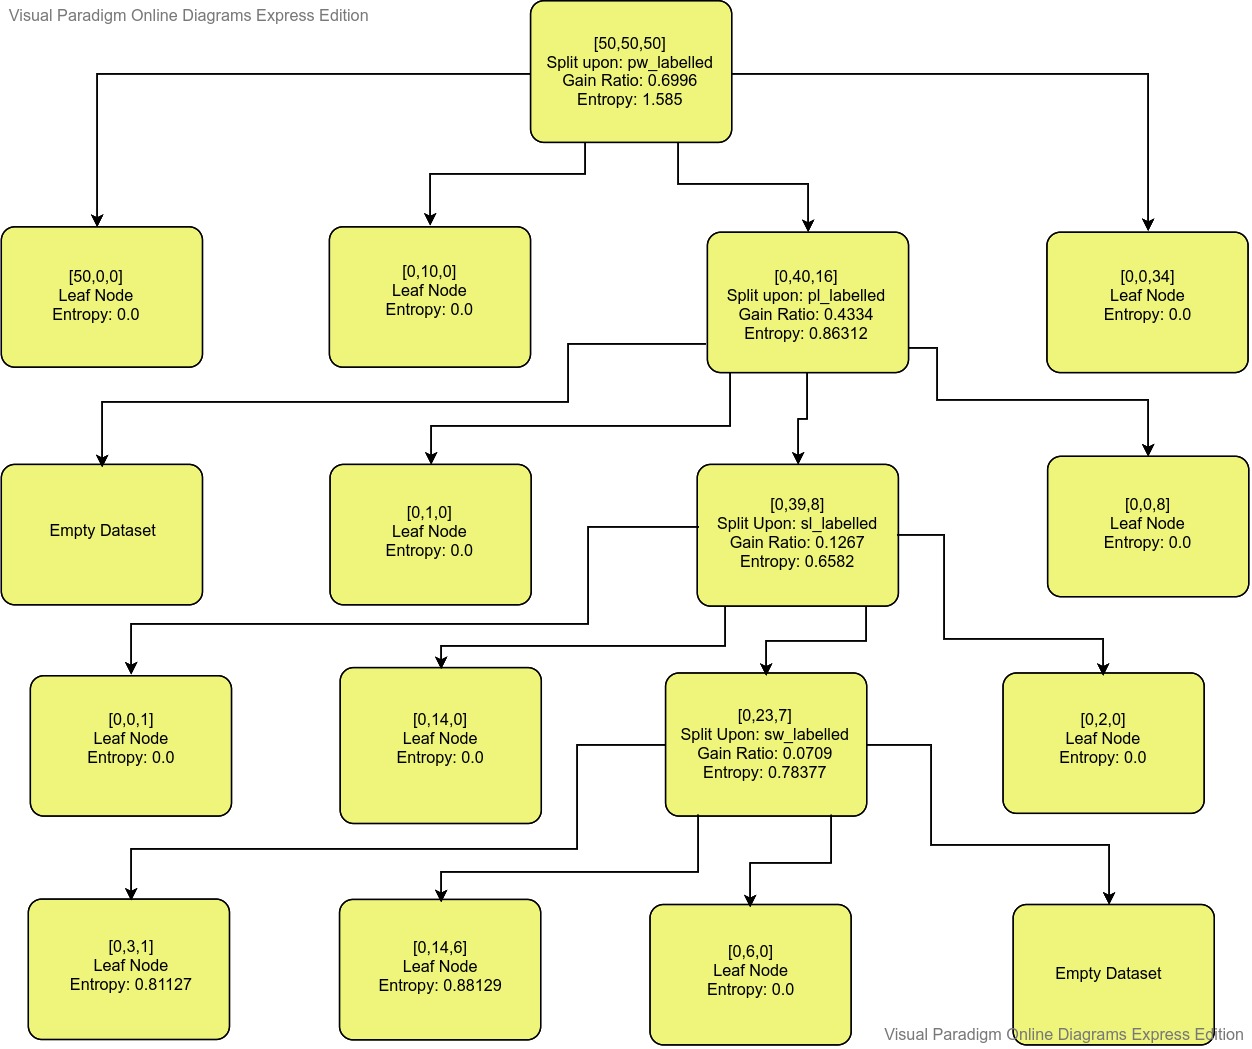 Visual Paradigm Online Diagrams Express Edition
[50,50,50]
Split upon: pw_labelled
Gain Ratio: 0.6996
Entropy: 1.585
[50,0,0]
Leaf Node
Entropy: 0.0
[0,10,0]
Leaf Node
Entropy: 0.0
[0,40,16]
Split upon: pl_labelled
Gain Ratio: 0.4334
Entropy: 0.86312
[0,0,34]
Leaf Node
Entropy: 0.0
Empty Dataset
[0,1,0]
Leaf Node
Entropy: 0.0
[0,39,8]
Split Upon: sl_labelled
Gain Ratio: 0.1267
Entropy: 0.6582
[0,0,8]
Leaf Node
Entropy: 0.0
[0,0,1]
Leaf Node
Entropy: 0.0
[0,14,0]
Leaf Node
Entropy: 0.0
[0,23,7]
Split Upon: sw_labelled
Gain Ratio: 0.0709
Entropy: 0.78377
[0,2,0]
Leaf Node
Entropy: 0.0
[0,3,1]
Leaf Node
Entropy: 0.81127
[0,14,6]
Leaf Node
Entropy: 0.88129
[0,6,0]
Leaf Node
Entropy: 0.0
Empty Dataset
Visual Paradigm Online Diagrams Express Edition